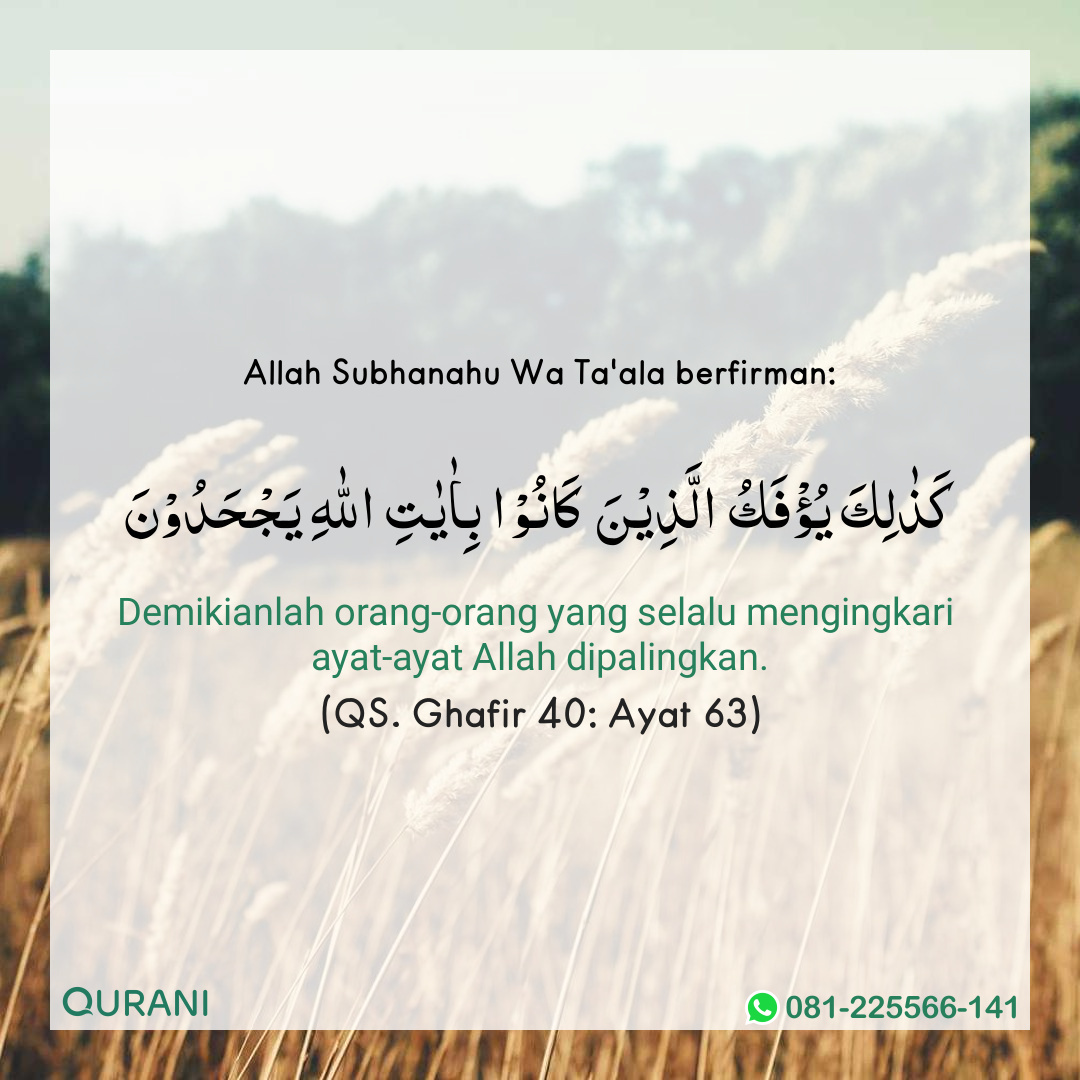 Allah Subhanahu Wa Ta'ala berfirman:
كَذٰلِكَ يُؤْفَكُ الَّذِيْنَ كَانُوْا بِاٰيٰتِ اللّٰهِ يَجْحَدُوْنَ
Demikianlah orang-orang yang selalu mengingkari
ayat-ayat Allah dipalingkan.
(QS. Ghafir 40: Ayat 63)
QURANI
081-225566-141